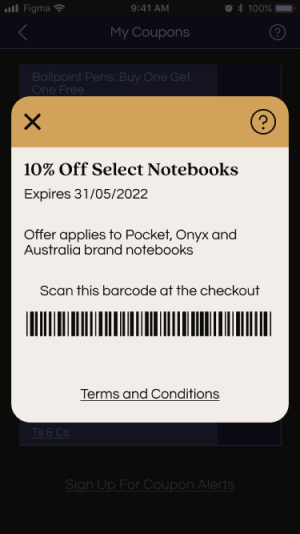 Figma 9:41 AM 100%
My Coupons ?
Ballpoint Pens: Buy One Get
One Free
?
10% Off Select Notebooks
Expires 31/05/2022
Offer applies to Pocket, Onyx and
Australia brand notebooks
Scan this barcode at the checkout
Terms and Conditions
Ts & Cs
Sign Up For Coupon Alerts